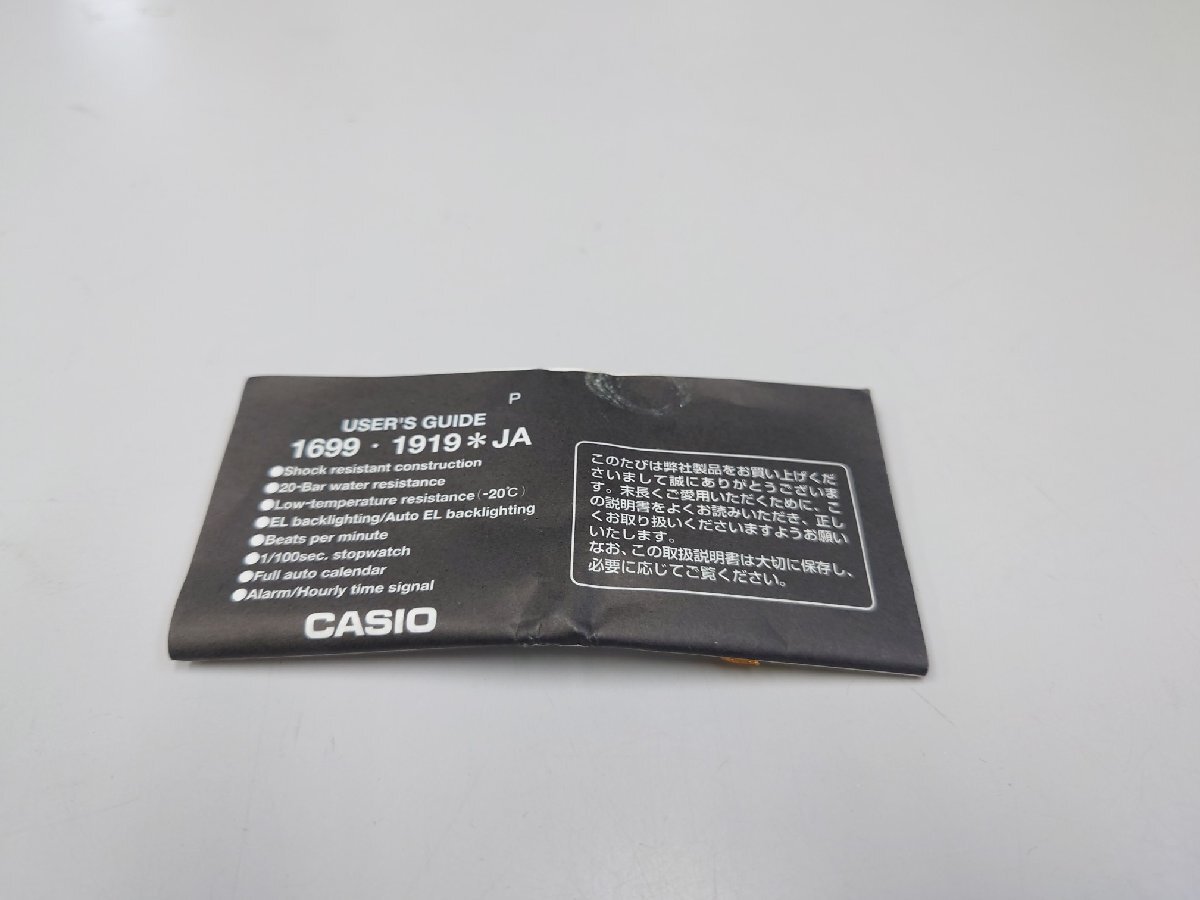 P
USER'S GUIDE
1699・1919＊JA
●Shock resistant construction
●20-Bar water resistance
●Low-temperature resistance (-20℃)
●EL backlighting/Auto EL backlighting
●Beats per minute
●1/100sec. stopwatch
●Full auto calendar
●Alarm/Hourly time signal
CASIO
このたびは弊社製品をお買い上げくだ
さいまして誠にありがとうございま
す。末長くご愛用いただくために、こ
の説明書をよくお読みいただき、正し
くお取り扱いくださいますようお願い
いたします。
なお、この取扱説明書は大切に保存し、
必要に応じてご覧ください。